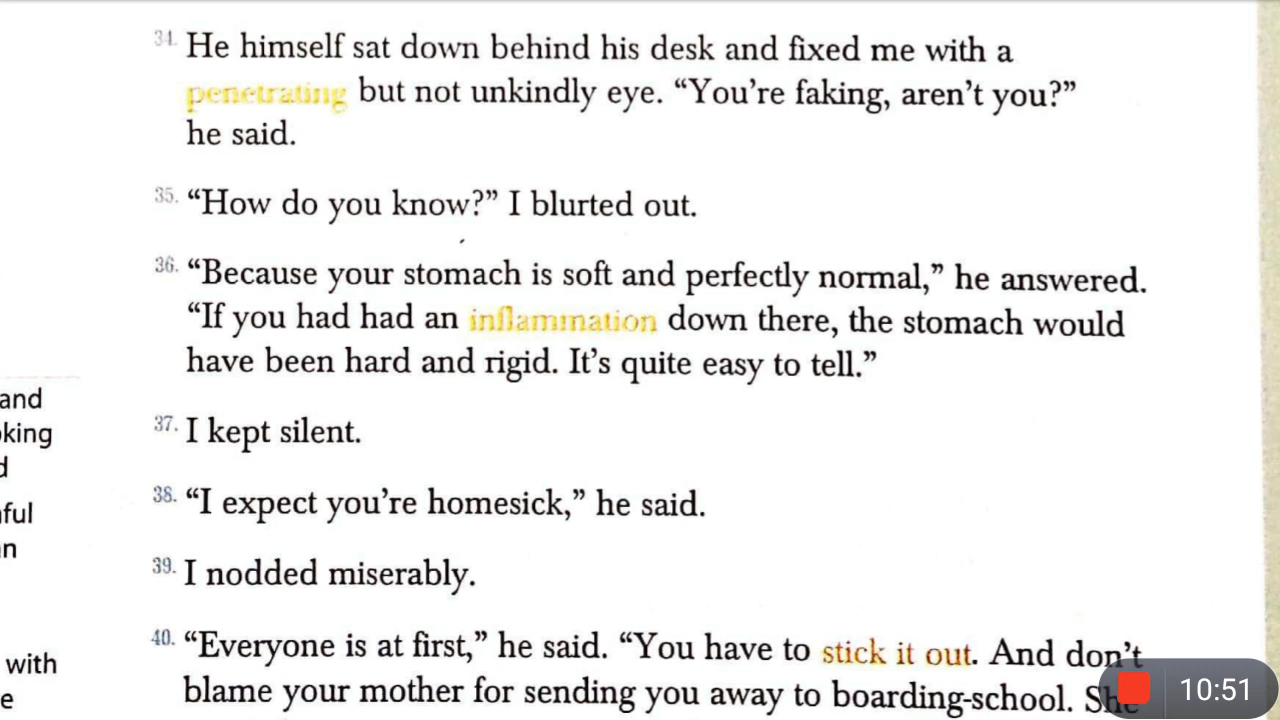 and
king
d
ful
n
with
e
34. He himself sat down behind his desk and fixed me with a
penetrating but not unkindly eye. “You’re faking, aren’t you?”
he said.
35. “How do you know?” I blurted out.
36. “Because your stomach is soft and perfectly normal,” he answered.
“If you had had an inflammation down there, the stomach would
have been hard and rigid. It’s quite easy to tell.”
37. I kept silent.
38. “I expect you’re homesick,” he said.
39. I nodded miserably.
40. “Everyone is at first,” he said. “You have to stick it out. And don’t
blame your mother for sending you away to boarding-school. She
10:51